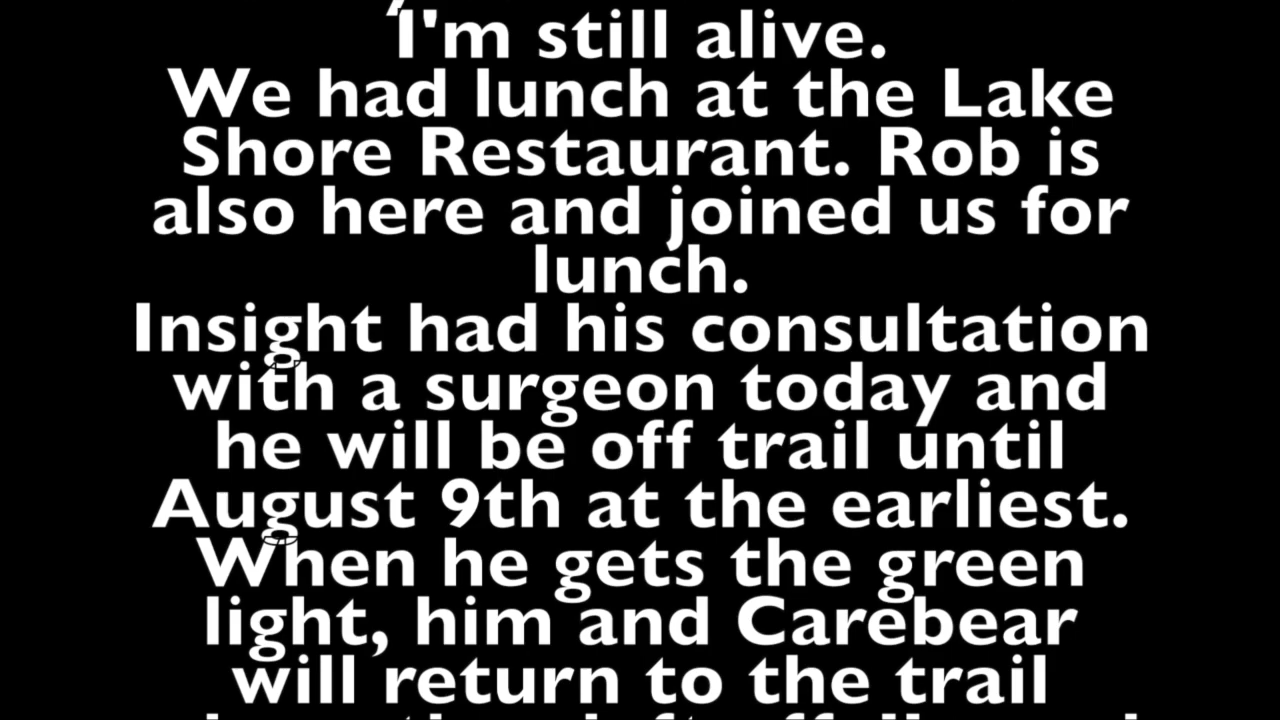 I'm still alive.
We had lunch at the Lake
Shore Restaurant. Rob is
also here and joined us for
lunch.
Insight had his consultation
with a surgeon today and
he will be off trail until
August 9th at the earliest.
When he gets the green
light, him and Carebear
will return to the trail